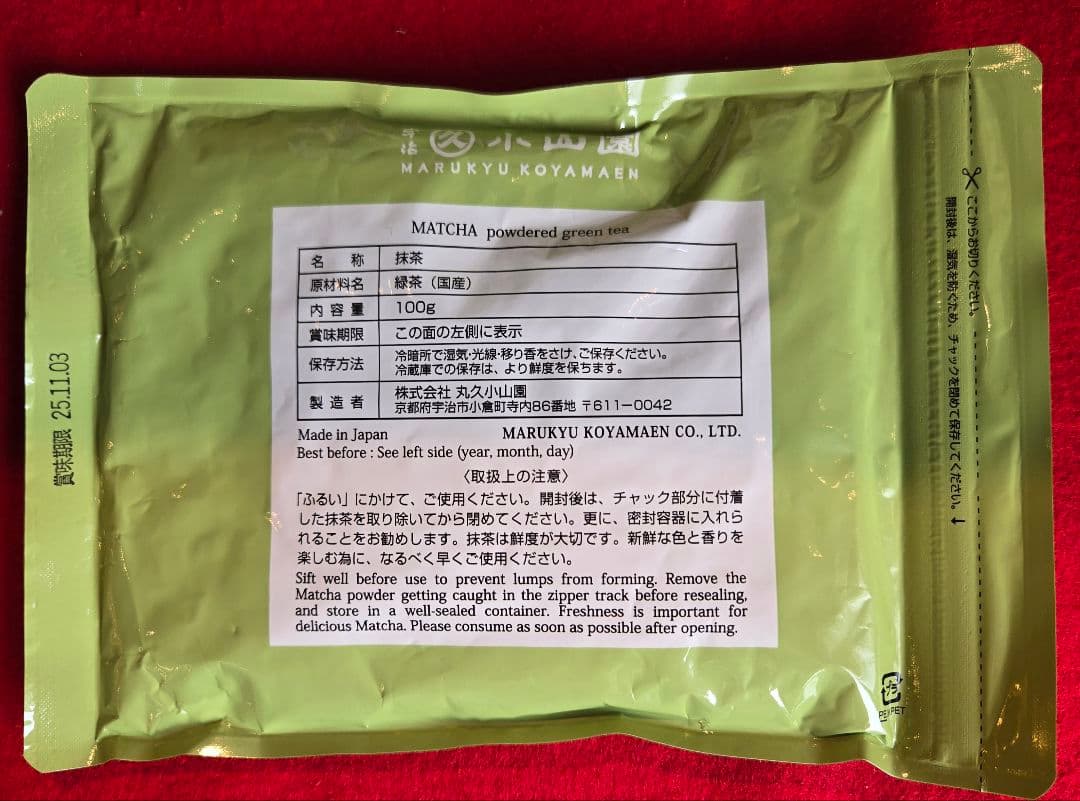 宇治 久 小山園
MARUKYU KOYAMAEN
MATCHA powdered green tea
名称 抹茶
原材料名 緑茶（国産）
内容量 100g
賞味期限 この面の左側に表示
保存方法 冷暗所で湿気・光線・移り香をさけ、ご保存ください。
冷蔵庫での保存は、より鮮度を保ちます。
製造者 株式会社 丸久小山園
京都府宇治市小倉町寺内86番地 〒611-0042
Made in Japan MARUKYU KOYAMAEN CO., LTD.
Best before : See left side (year, month, day)
〈取扱上の注意〉
「ふるい」にかけて、ご使用ください。開封後は、チャック部分に付着
した抹茶を取り除いてから閉めてください。更に、密封容器に入れら
れることをお勧めします。抹茶は鮮度が大切です。新鮮な色と香りを
楽しむ為に、なるべく早くご使用ください。
Sift well before use to prevent lumps from forming. Remove the
Matcha powder getting caught in the zipper track before resealing,
and store in a well-sealed container. Freshness is important for
delicious Matcha. Please consume as soon as possible after opening.
賞味期限 25.11.03
ここからお切りください。
開封後は、湿気を防ぐため、チャックを閉めて保存してください。